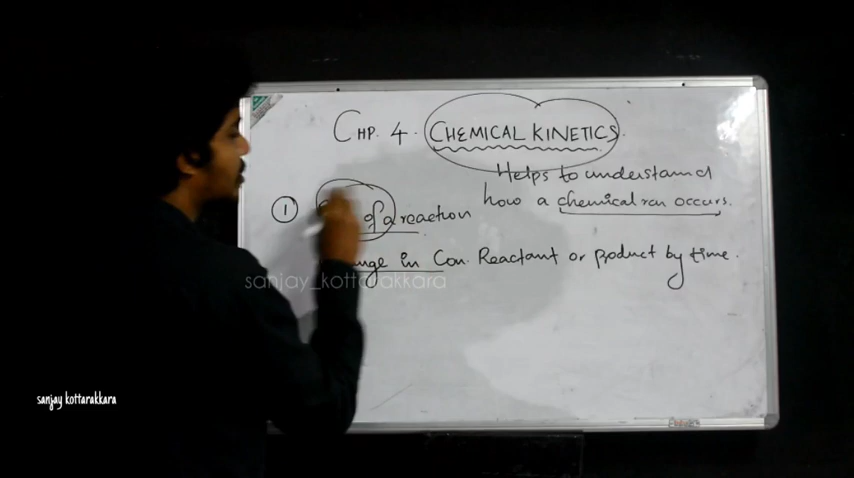 CHP. 4. CHEMICAL KINETICS.
Helps to understand
how a chemical rxn occurs.
1 of a reaction
in Con. Reactant or product by time.
sanjay_kottarakkara
sanjay kottarakkara